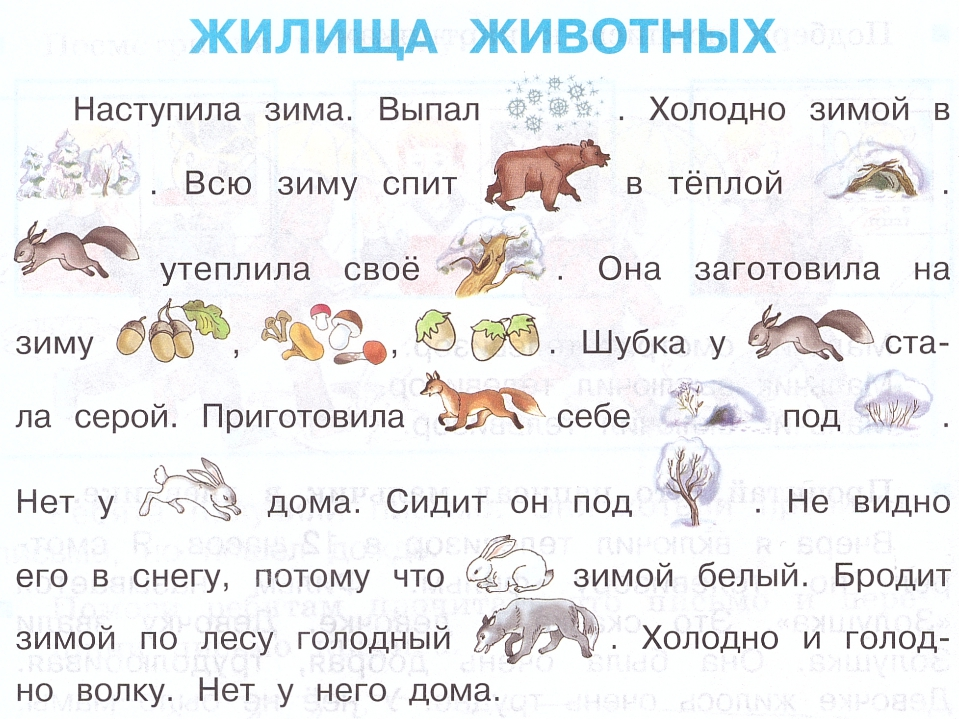 ЖИЛИЩА ЖИВОТНЫХ
Наступила зима. Выпал . Холодно зимой в
. Всю зиму спит в тёплой .
утеплила своё . Она заготовила на
зиму , , . Шубка у ста-
ла серой. Приготовила себе под .
Нет у дома. Сидит он под . Не видно
его в снегу, потому что зимой белый. Бродит
зимой по лесу голодный . Холодно и голод-
но волку. Нет у него дома.